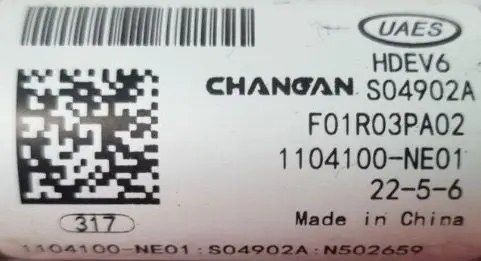 UAES
HDEV6
CHANGAN S04902A
F01R03PA02
1104100-NE01
22-5-6
317
Made in China
1104100-NE01:S04902A:N502659